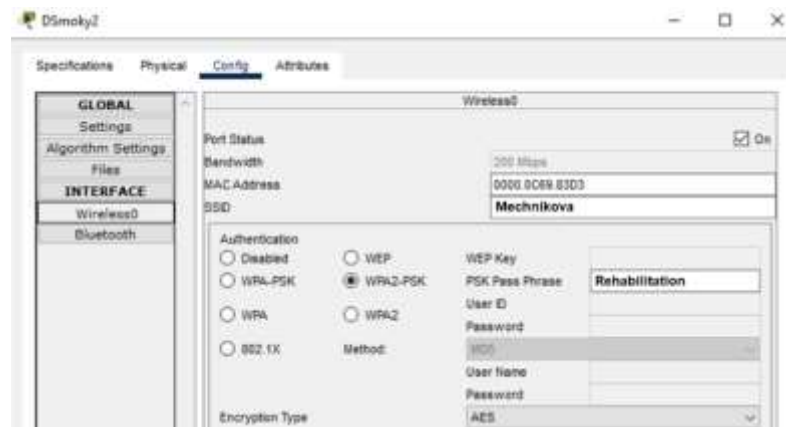 DSmoky2
Specifications Physical Config Attributes
GLOBAL
Settings
Algorithm Settings
Files
INTERFACE
Wireless0
Bluetooth
Wireless0
Port Status On
Bandwidth 200 Mbps
MAC Address 0000.0C69.83D3
SSID Mechnikova
Authentication
Disabled WEP WEP Key
WPA-PSK WPA2-PSK PSK Pass Phrase Rehabilitation
User ID
WPA WPA2
Password
802.1X Method: MD5
User Name
Password
Encryption Type AES